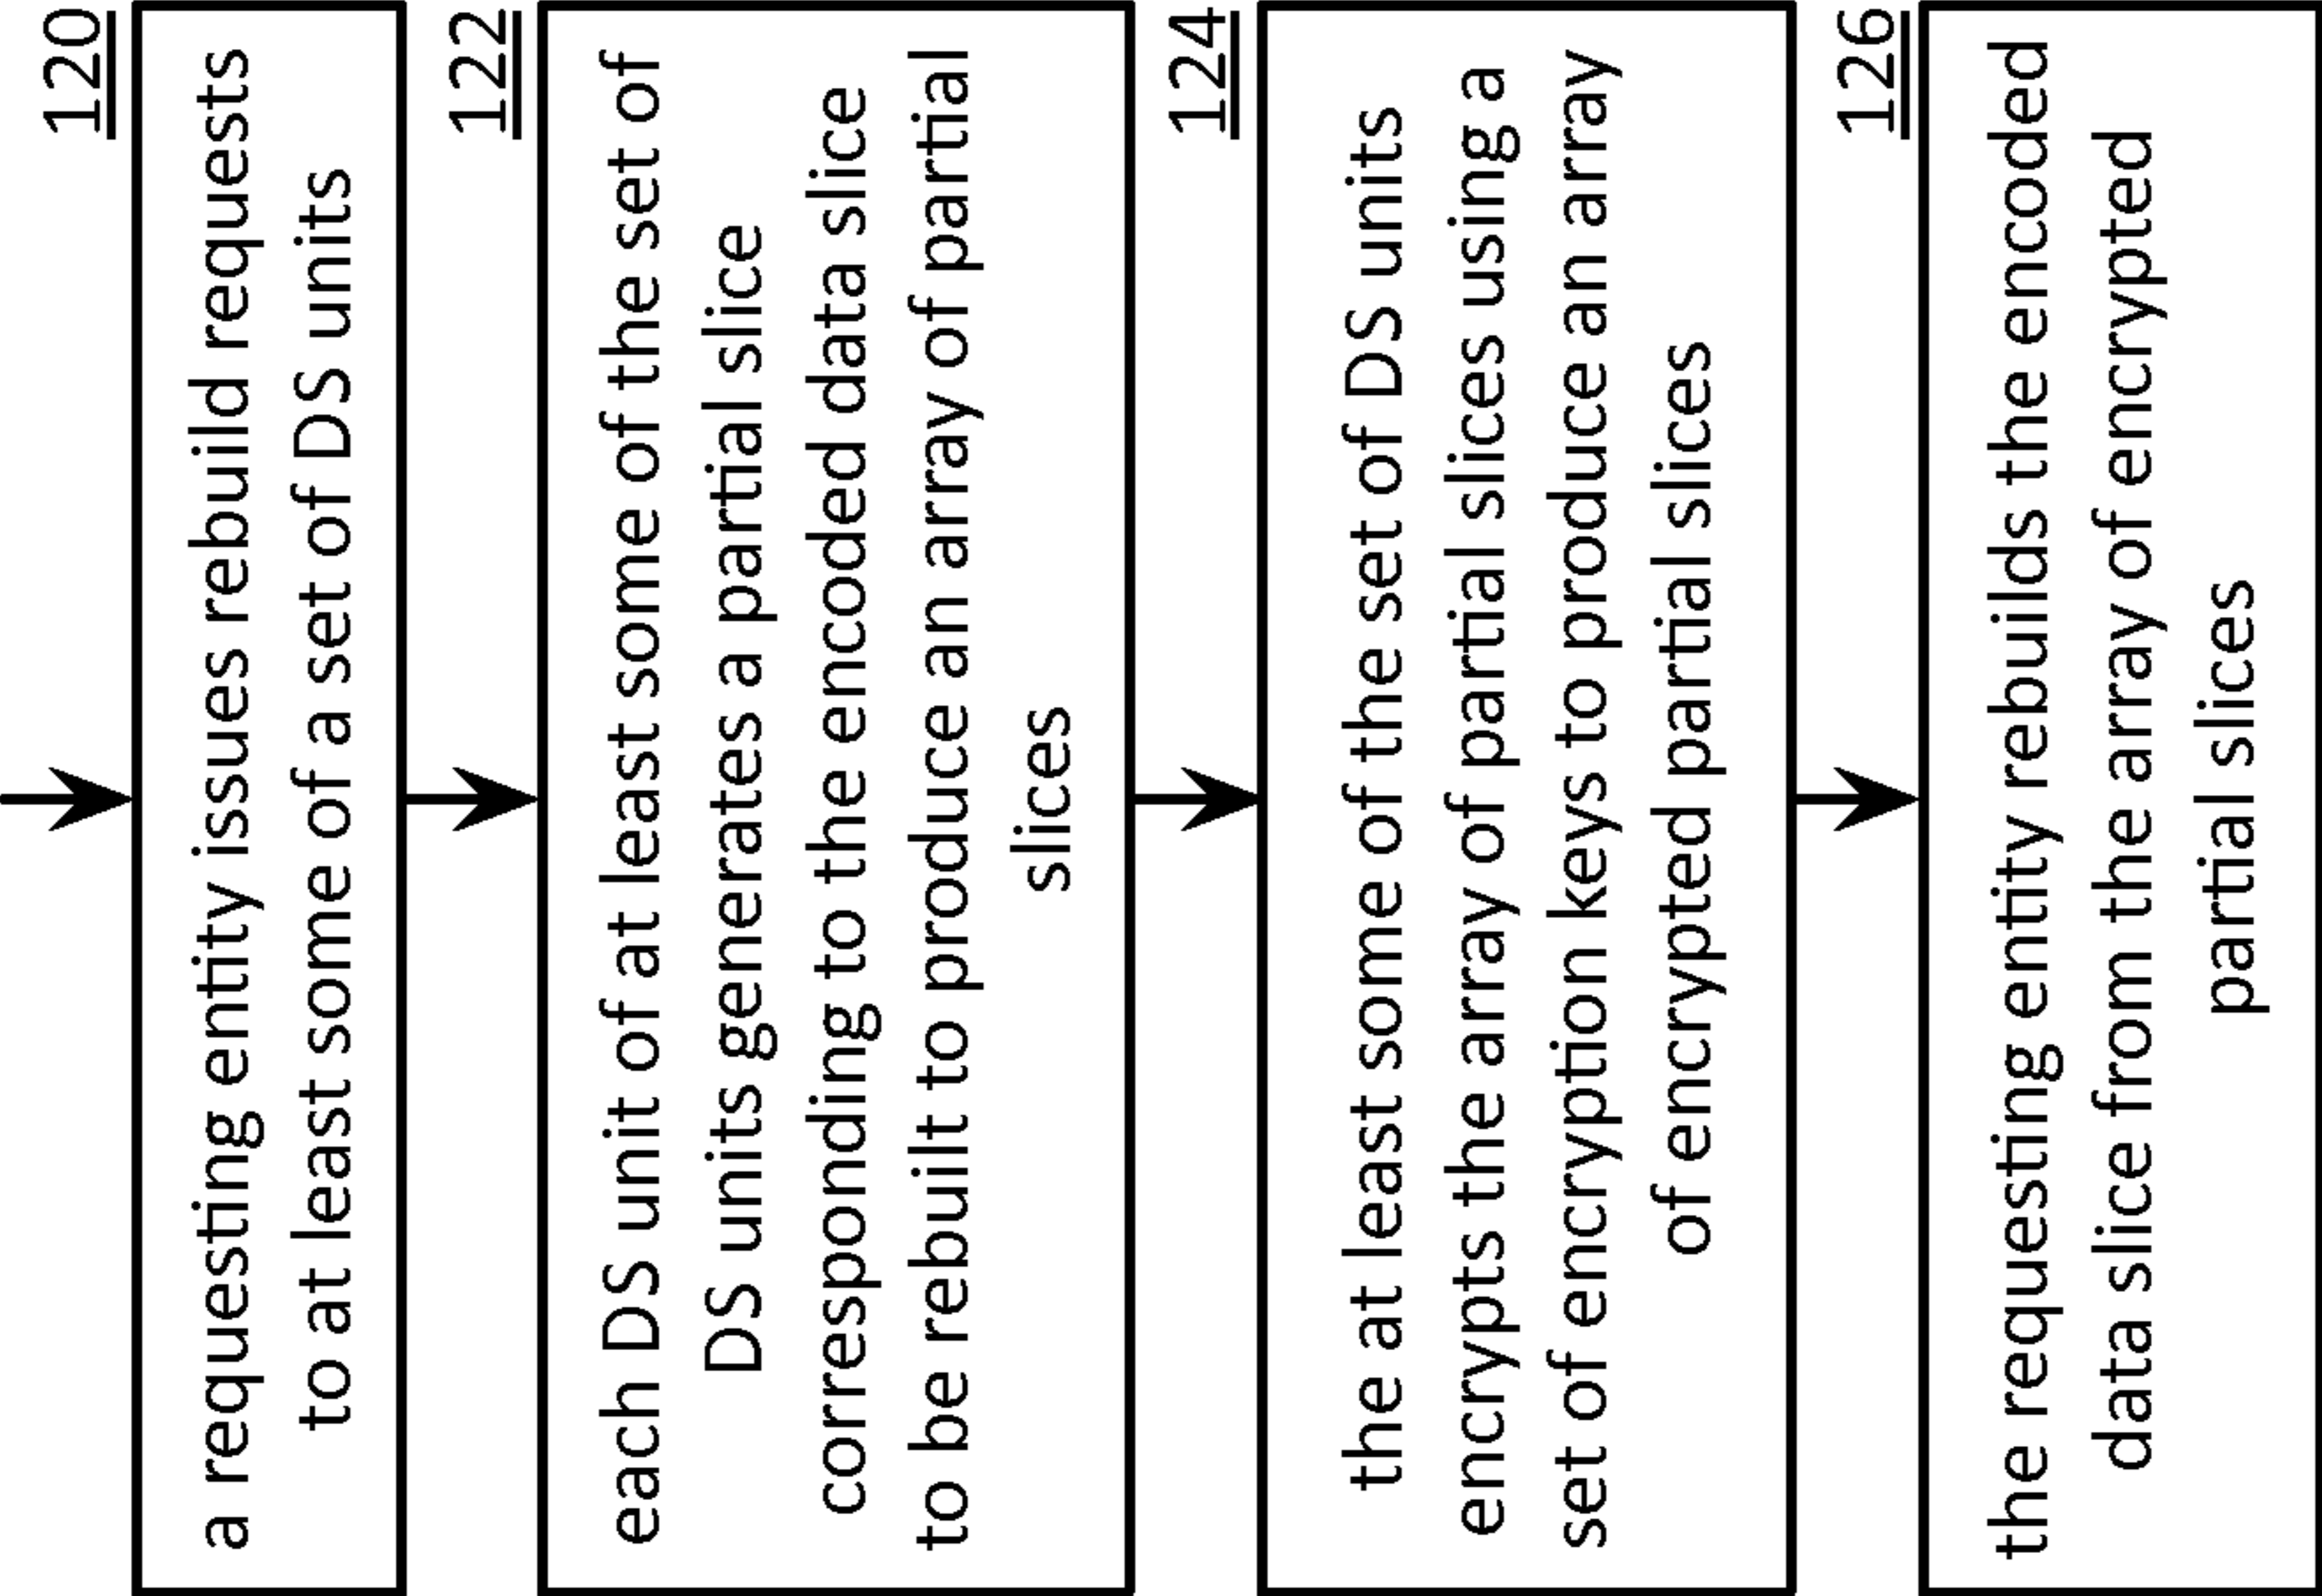 120
a requesting entity issues rebuild requests
to at least some of a set of DS units
122
each DS unit of at least some of the set of
DS units generates a partial slice
corresponding to the encoded data slice
to be rebuilt to produce an array of partial
slices
124
the at least some of the set of DS units
encrypts the array of partial slices using a
set of encryption keys to produce an array
of encrypted partial slices
126
the requesting entity rebuilds the encoded
data slice from the array of encrypted
partial slices